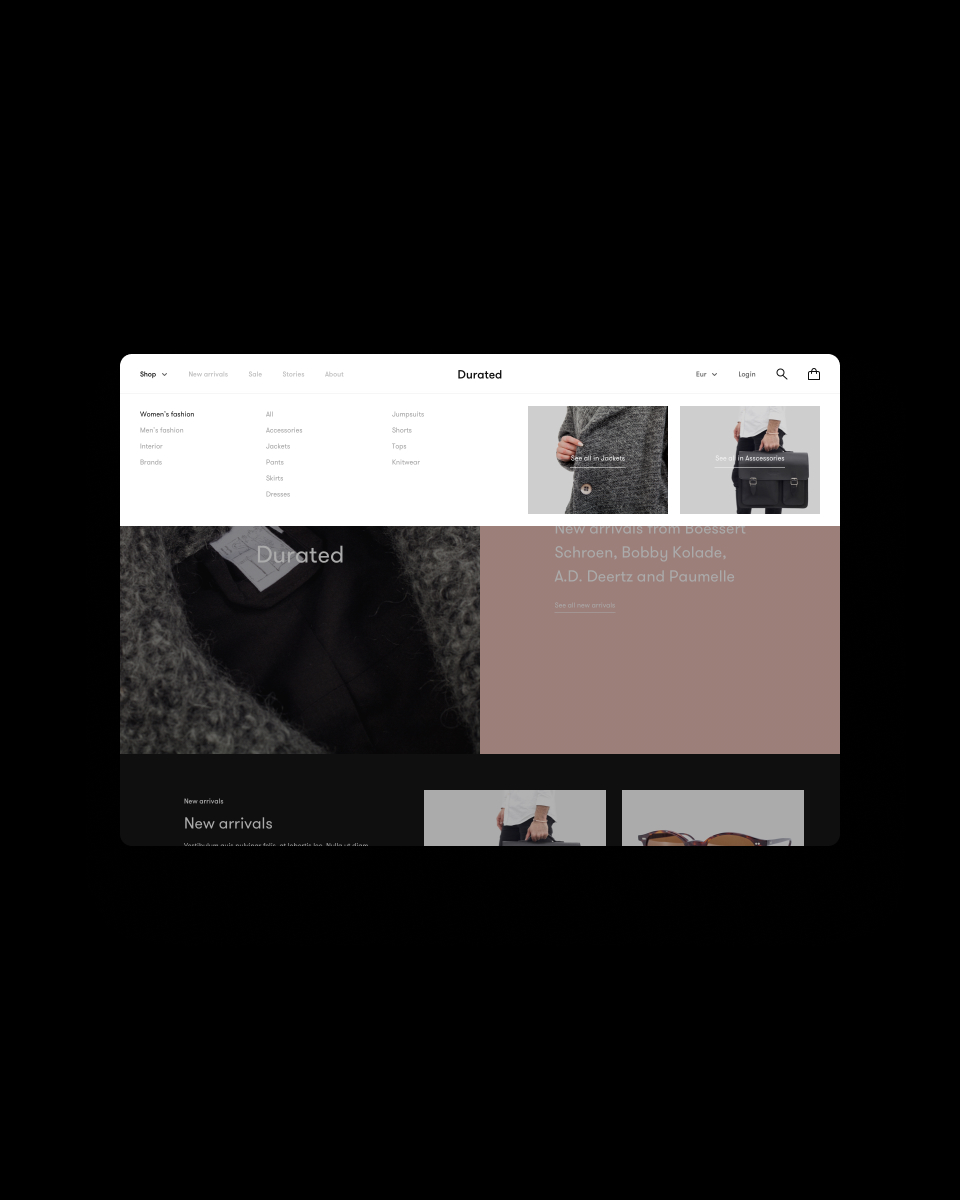 Shop
New arrivals
Sale
Stories
About
Durated
Eur
Login
Women's fashion
Men's fashion
Interior
Brands
All
Accessories
Jackets
Pants
Skirts
Dresses
Jumpsuits
Shorts
Tops
Knitwear
See all in Jackets
See all in Asscessories
Durated
New arrivals from Boessert
Schroen, Bobby Kolade,
A.D. Deertz and Paumelle
See all new arrivals
New arrivals
New arrivals